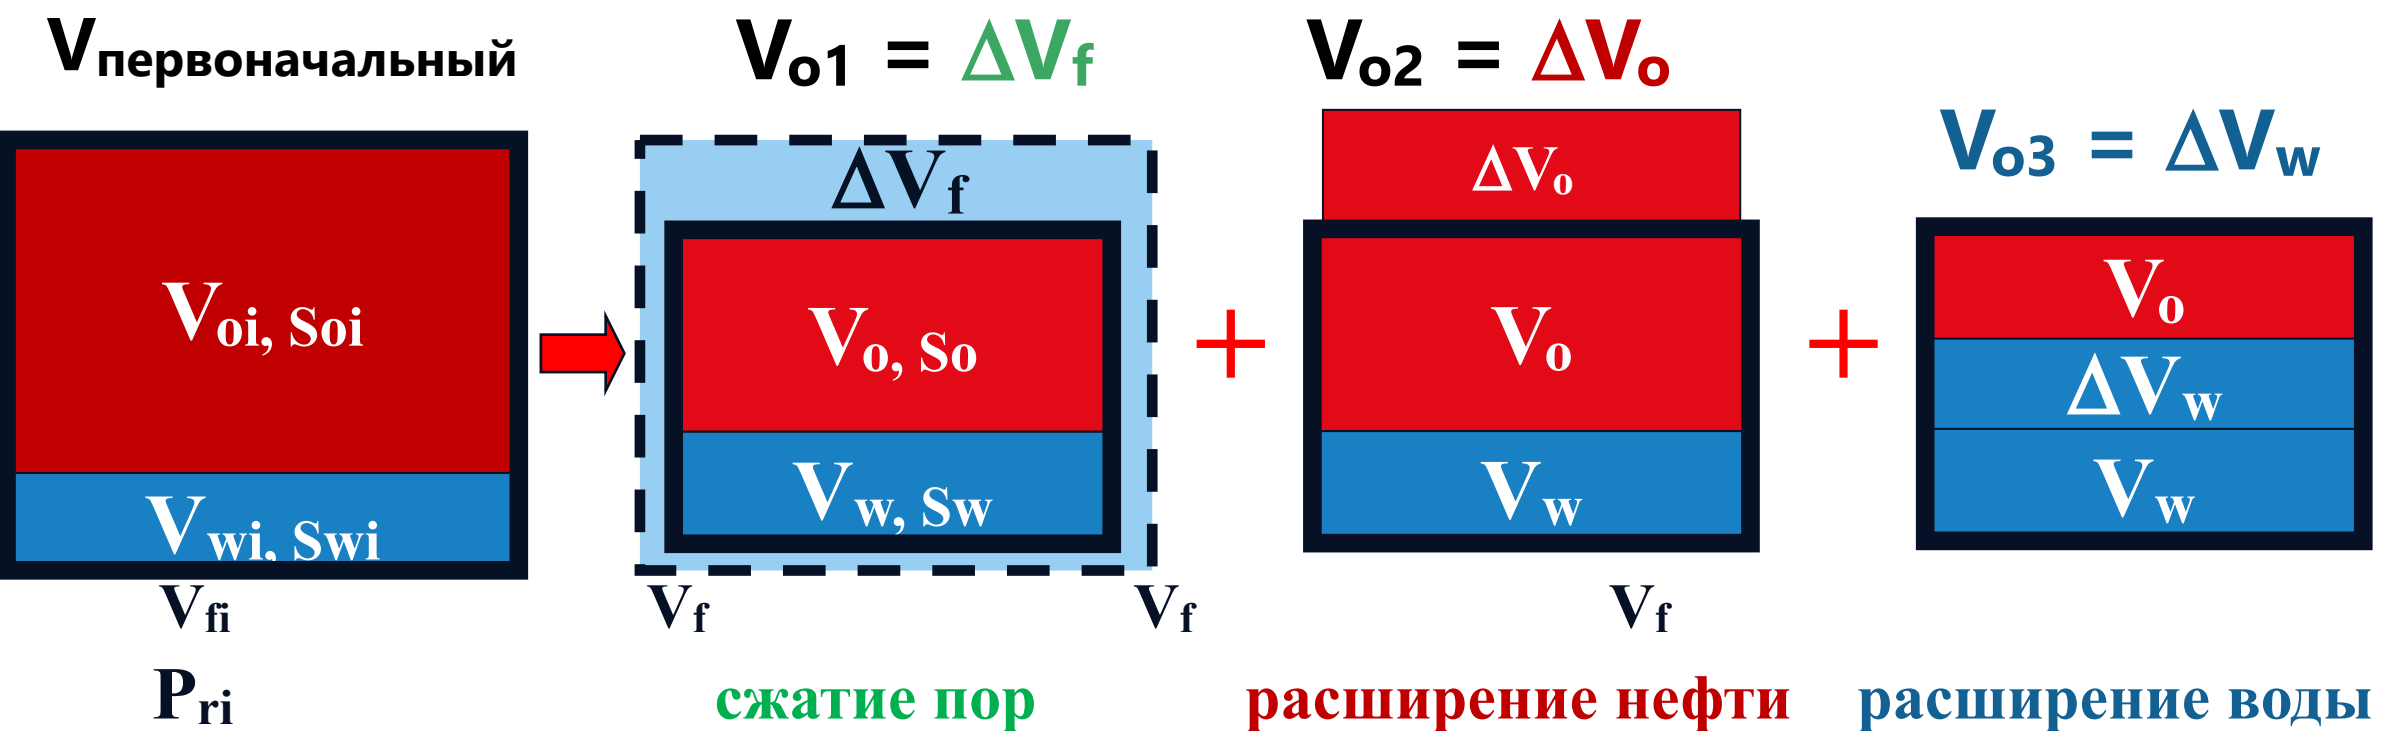 Vпервоначальный
Vo1 = ΔVf
Vo2 = ΔVo
Vo3 = ΔVw
Voi, Soi
Vwi, Swi
Vfi
Pri
ΔVf
Vo, So
Vw, Sw
Vf
Vf
сжатие пор
+
ΔVo
Vo
Vw
Vf
расширение нефти
+
Vo
ΔVw
Vw
расширение воды